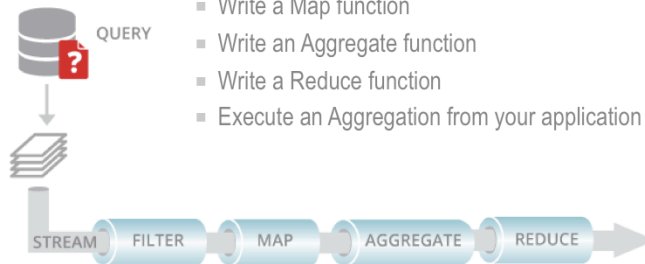 Write a Map function
QUERY
Write an Aggregate function
?
Write a Reduce function
Execute an Aggregation from your application
STREAM FILTER MAP AGGREGATE REDUCE